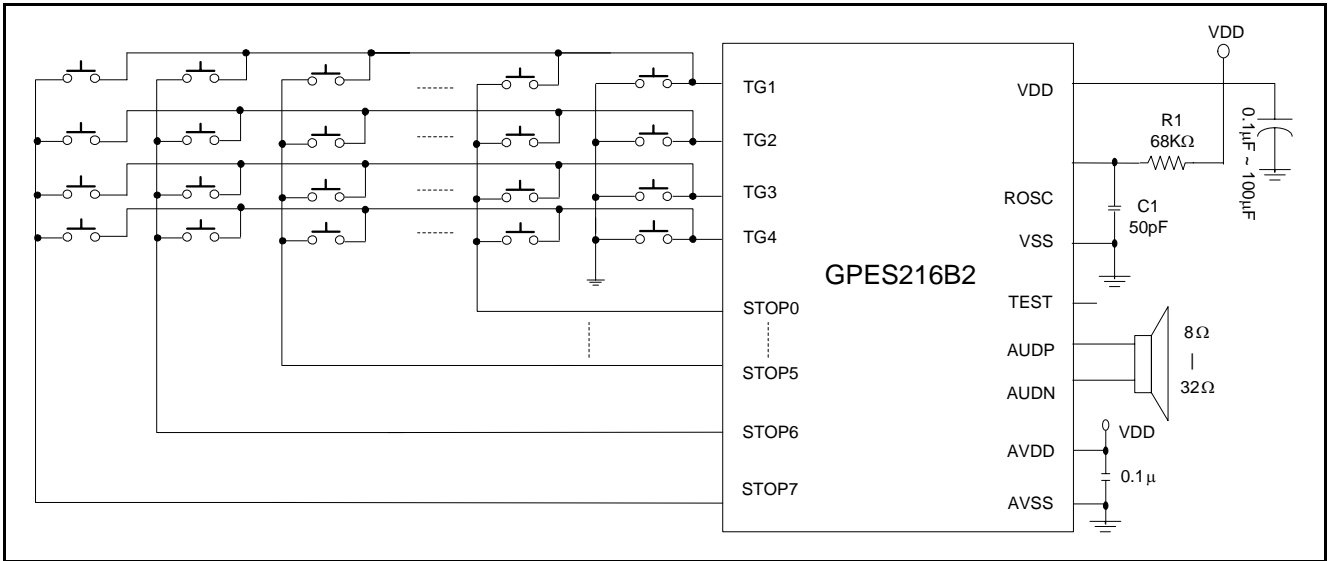 VDD
TG1
VDD
0.1μF ~ 100μF
R1
68KΩ
TG2
TG3
ROSC
C1
50pF
TG4
VSS
GPES216B2
STOP0
TEST
8Ω
AUDP
|
STOP5
32Ω
AUDN
STOP6
VDD
AVDD
0.1μ
STOP7
AVSS